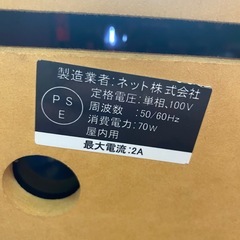 製造業者:ネット株式会社
定格電圧:単相、100V
周波数:50/60Hz
消費電力:70W
屋内用
最大電流:2A
P S
E